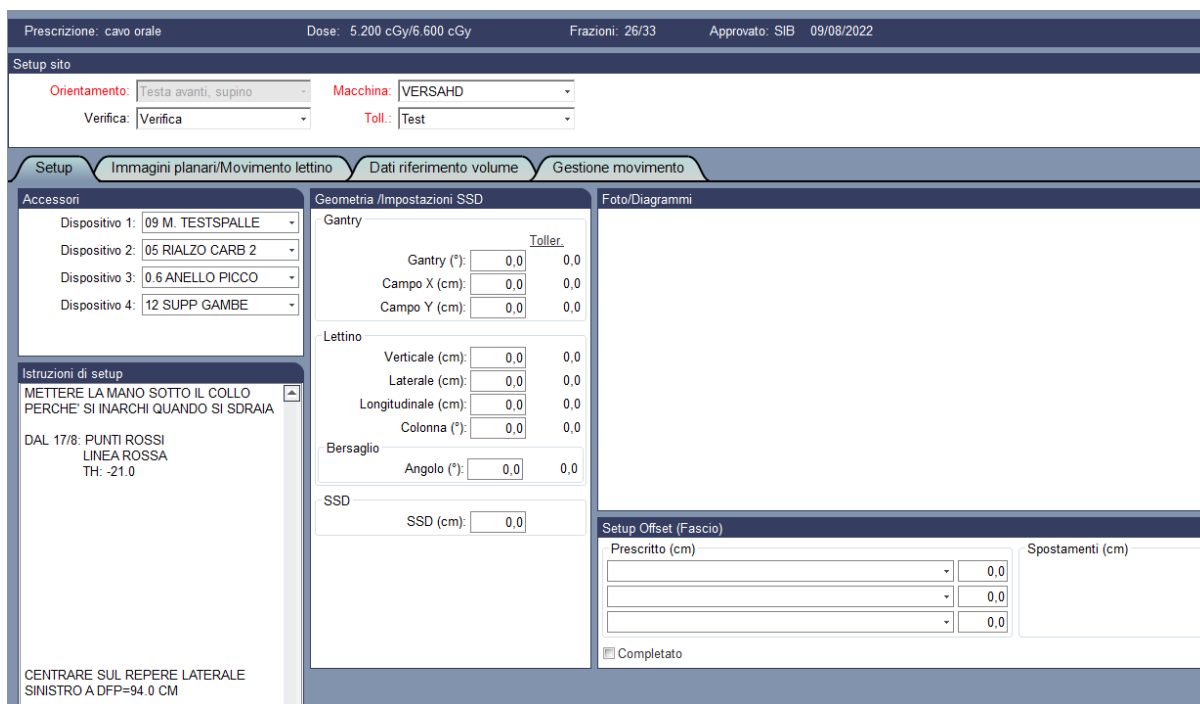 Prescrizione: cavo orale Dose: 5.200 cGy/6.600 cGy Frazioni: 26/33 Approvato: SIB 09/08/2022
Setup sito
Orientamento: Testa avanti, supino Macchina: VERSAHD
Verifica: Verifica Toll.: Test
Setup Immagini planari/Movimento lettino Dati riferimento volume Gestione movimento
Accessori
Dispositivo 1: 09 M. TESTSPALLE
Dispositivo 2: 05 RIALZO CARB 2
Dispositivo 3: 0.6 ANELLO PICCO
Dispositivo 4: 12 SUPP GAMBE
Istruzioni di setup
METTERE LA MANO SOTTO IL COLLO
PERCHE' SI INARCHI QUANDO SI SDRAIA
DAL 17/8: PUNTI ROSSI
LINEA ROSSA
TH: -21.0
CENTRARE SUL REPERE LATERALE
SINISTRO A DFP=94.0 CM
Geometria /Impostazioni SSD
Gantry
Toller.
Gantry (°): 0,0 0,0
Campo X (cm): 0,0 0,0
Campo Y (cm): 0,0 0,0
Lettino
Verticale (cm): 0,0 0,0
Laterale (cm): 0,0 0,0
Longitudinale (cm): 0,0 0,0
Colonna (°): 0,0 0,0
Bersaglio
Angolo (°): 0,0 0,0
SSD
SSD (cm): 0,0
Foto/Diagrammi
Setup Offset (Fascio)
Prescritto (cm) Spostamenti (cm)
0,0
0,0
0,0
Completato